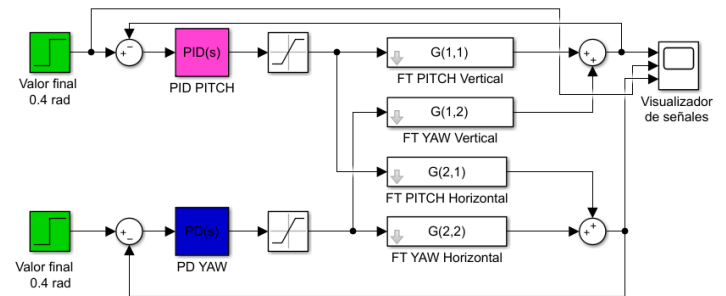 PID(s)
G(1,1)
Valor final
0.4 rad
PID PITCH
FT PITCH Vertical
Visualizador
de señales
G(1,2)
FT YAW Vertical
G(2,1)
FT PITCH Horizontal
PD(s)
G(2,2)
Valor final
0.4 rad
PD YAW
FT YAW Horizontal